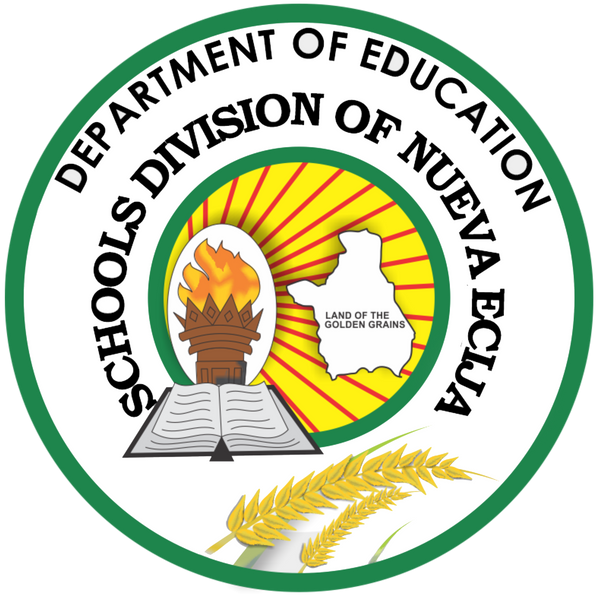 DEPARTMENT OF EDUCATION
SCHOOLS DIVISION OF NUEVA ECIJA
LAND OF THE
GOLDEN GRAINS